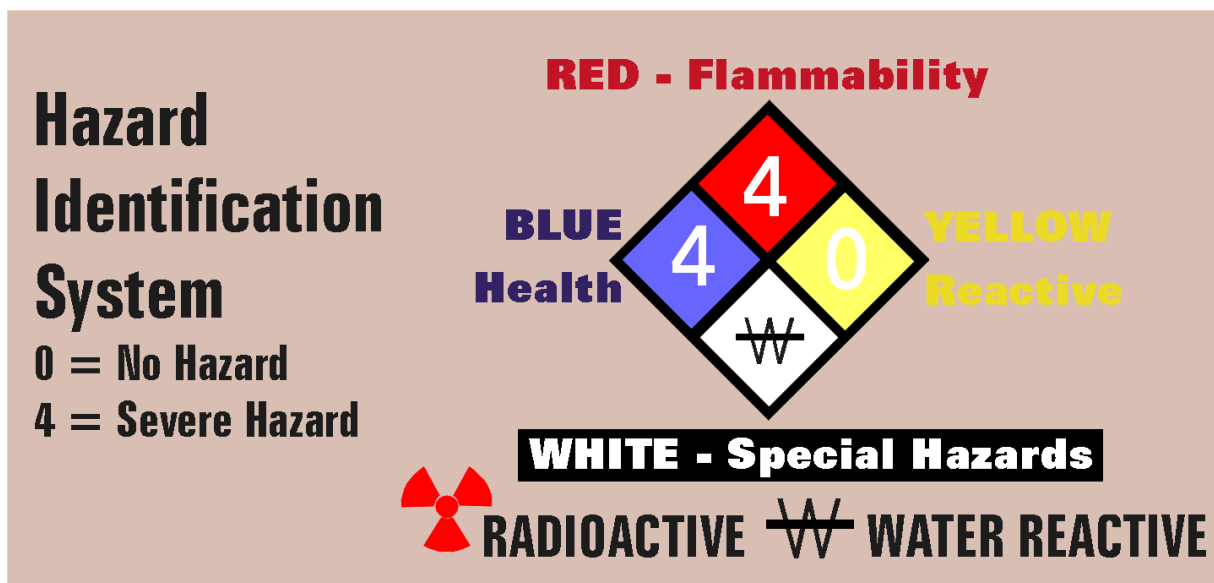 Hazard
Identification
System
0 = No Hazard
4 = Severe Hazard
RED - Flammability
BLUE
Health
4
4
0
W
YELLOW
Reactive
WHITE - Special Hazards
RADIOACTIVE
W WATER REACTIVE